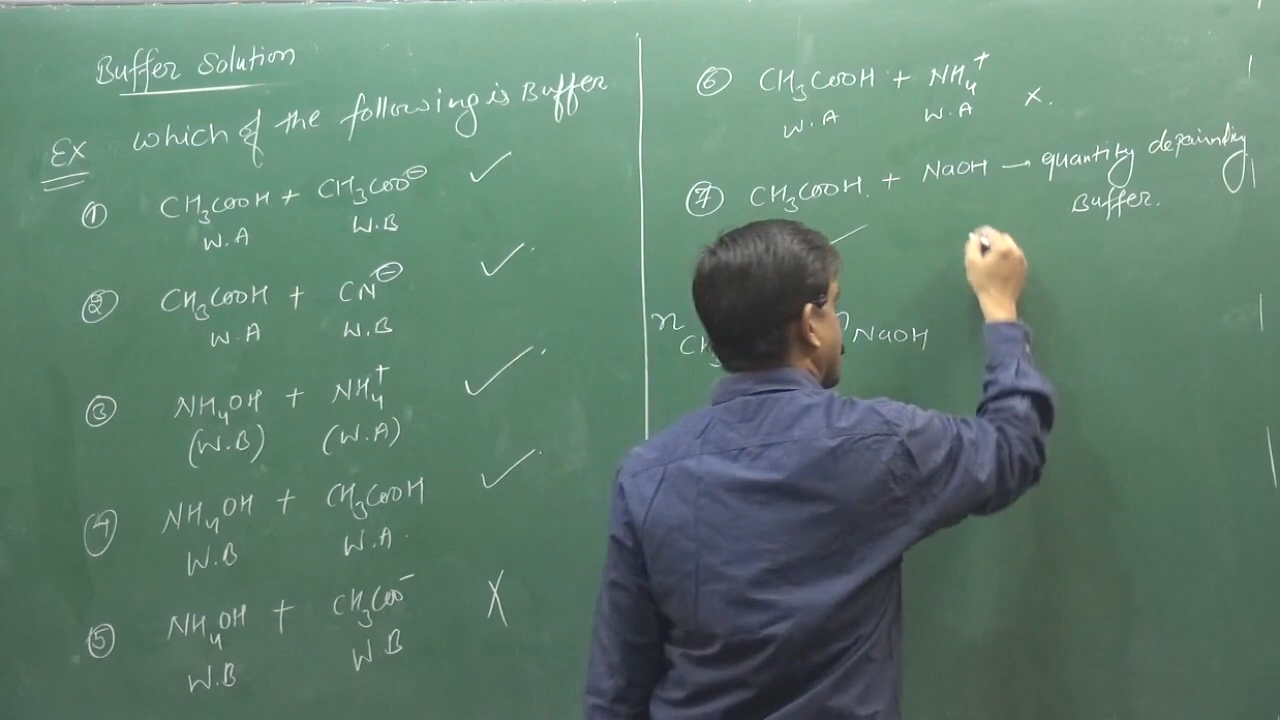 Buffer Solution
Ex which of the following is Buffer
① CH3COOH + CH3COO⊖ ✓
W.A W.B
② CH3COOH + CN⊖ ✓
W.A W.B
③ NH4OH + NH4+ ✓
(W.B) (W.A)
④ NH4OH + CH3COOH ✓
W.B W.A
⑤ NH4OH + CH3COO- X
W.B W.B
⑥ CH3COOH + NH4+ X.
W.A W.A
⑦ CH3COOH + NaOH → quantity depainding
Buffer.
✓
n
NaOH